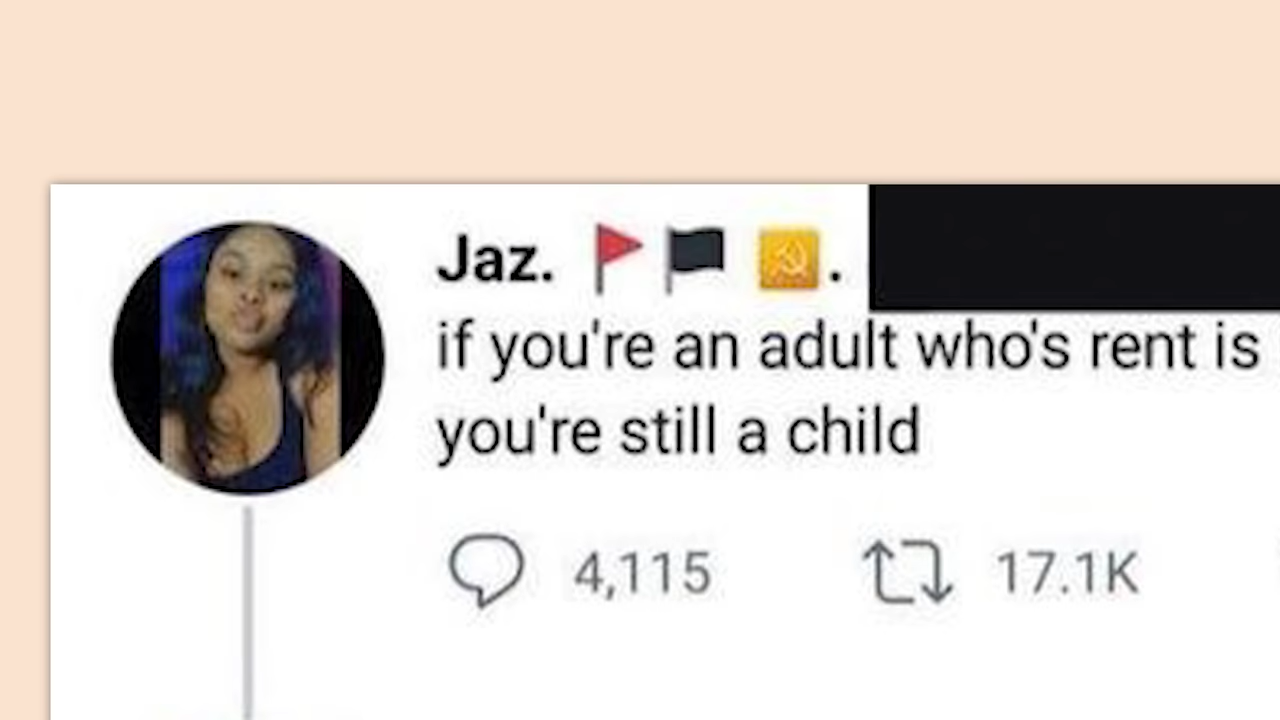 Jaz. 🚩 🏴 ☭ .
if you're an adult who's rent is
you're still a child
4,115 17.1K